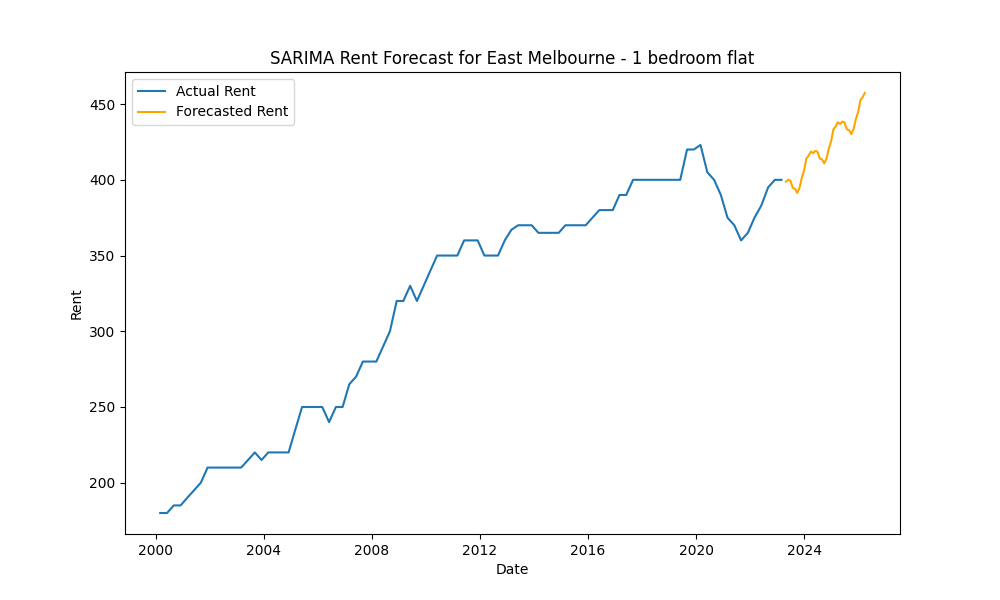 SARIMA Rent Forecast for East Melbourne - 1 bedroom flat
Actual Rent
Forecasted Rent
450
400
350
300
250
200
Rent
2000
2004
2008
2012
2016
2020
2024
Date